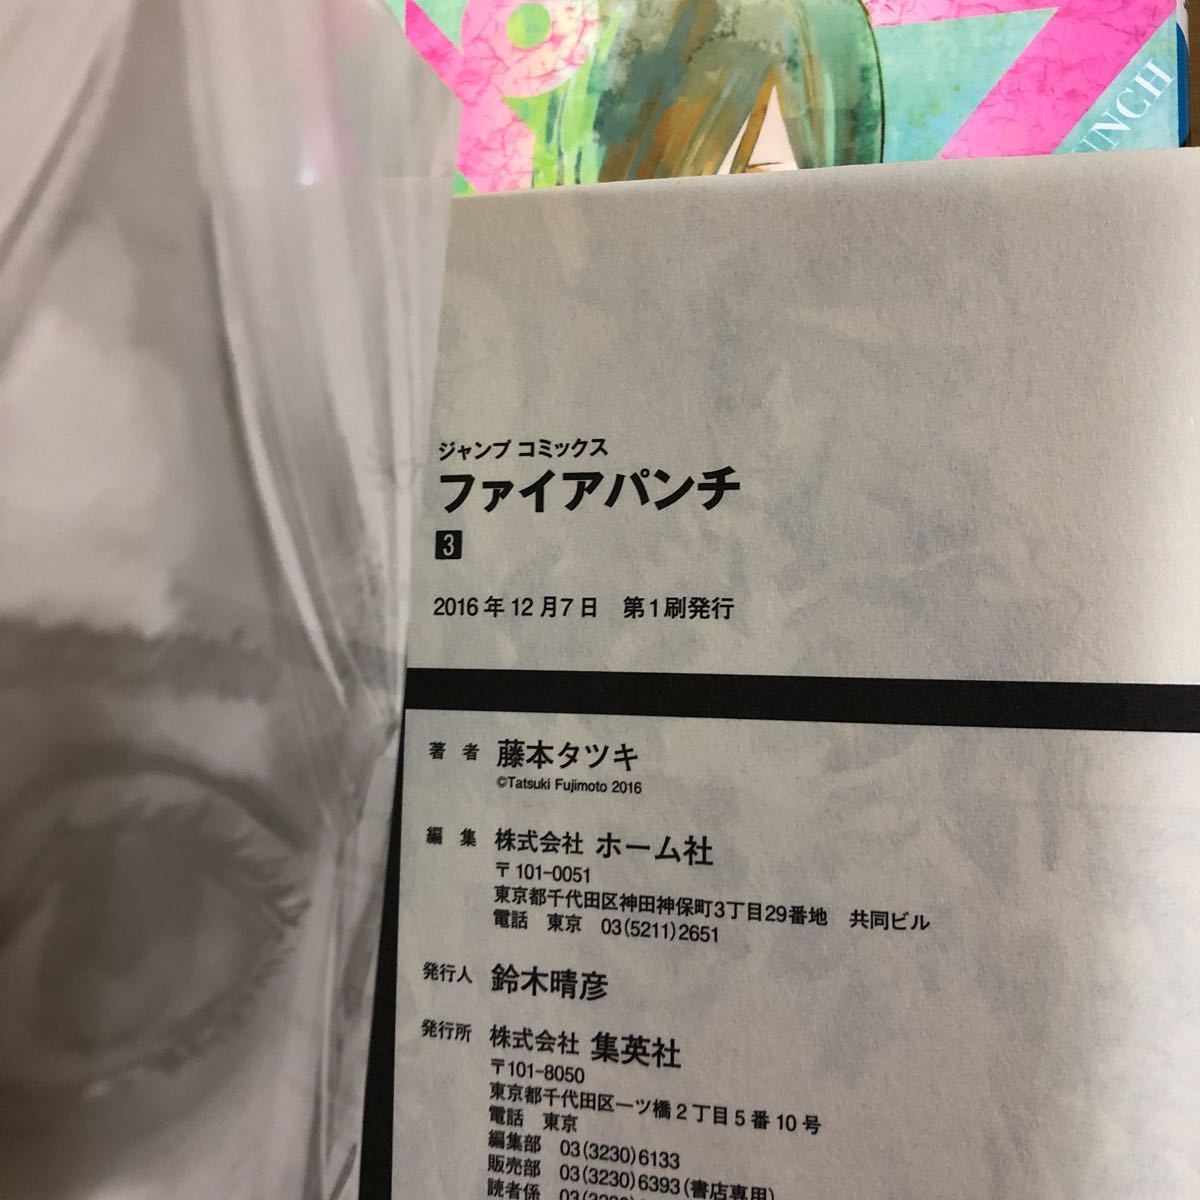 UNCH
ジャンプ コミックス
ファイアパンチ
3
2016年12月7日　第1刷発行
著 者　藤本タツキ
©Tatsuki Fujimoto 2016
編 集　株式会社 ホーム社
〒101-0051
東京都千代田区神田神保町3丁目29番地　共同ビル
電話　東京　03(5211)2651
発行人　鈴木晴彦
発行所　株式会社 集英社
〒101-8050
東京都千代田区一ツ橋2丁目5番10号
電話　東京
編集部　03(3230)6133
販売部　03(3230)6393(書店専用)
読者係